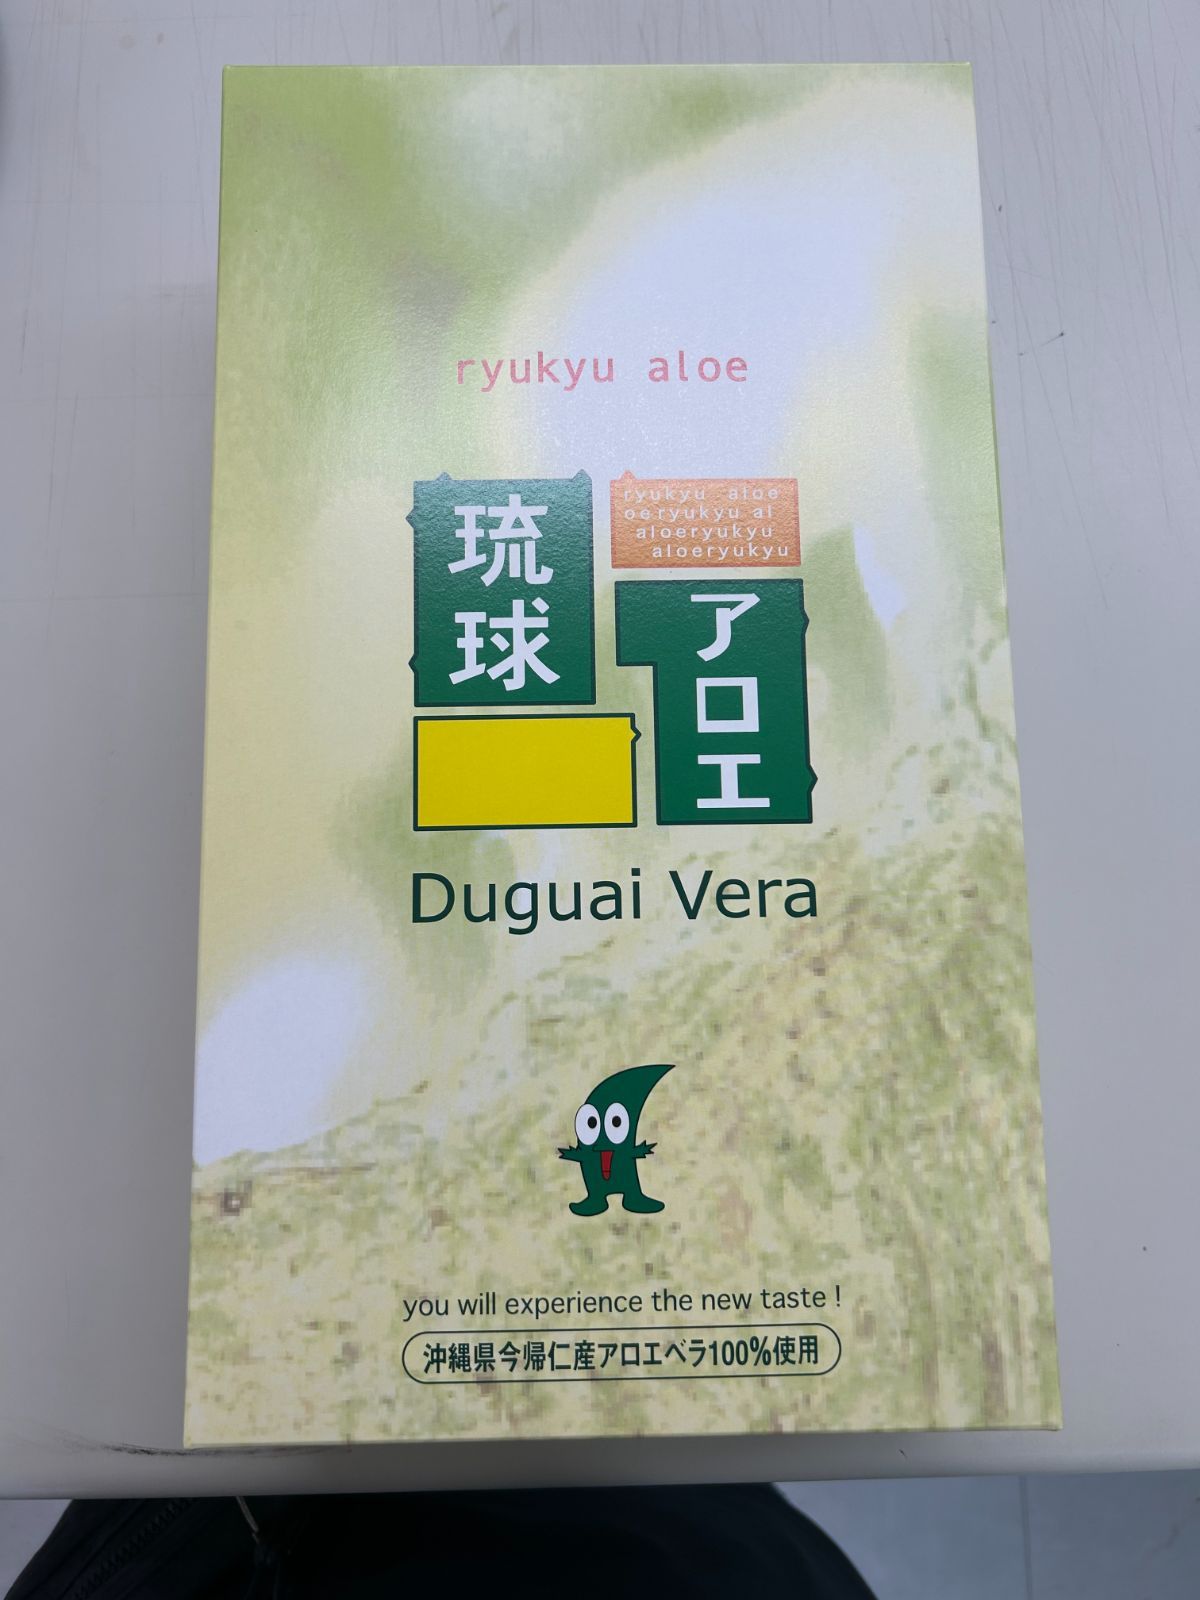 ryukyu aloe
琉球
ryukyu aloe
oeryukyu al
aloeryukyu
aloeryukyu
アロエ
Duguai Vera
you will experience the new taste !
沖縄県今帰仁産アロエベラ100%使用